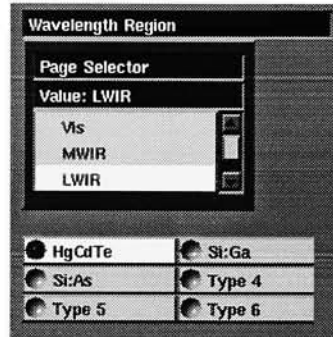 Wavelength Region
Page Selector
Value: LWIR
Vis
MWIR
LWIR
HgCdTe Si:Ga
Si:As Type 4
Type 5 Type 6